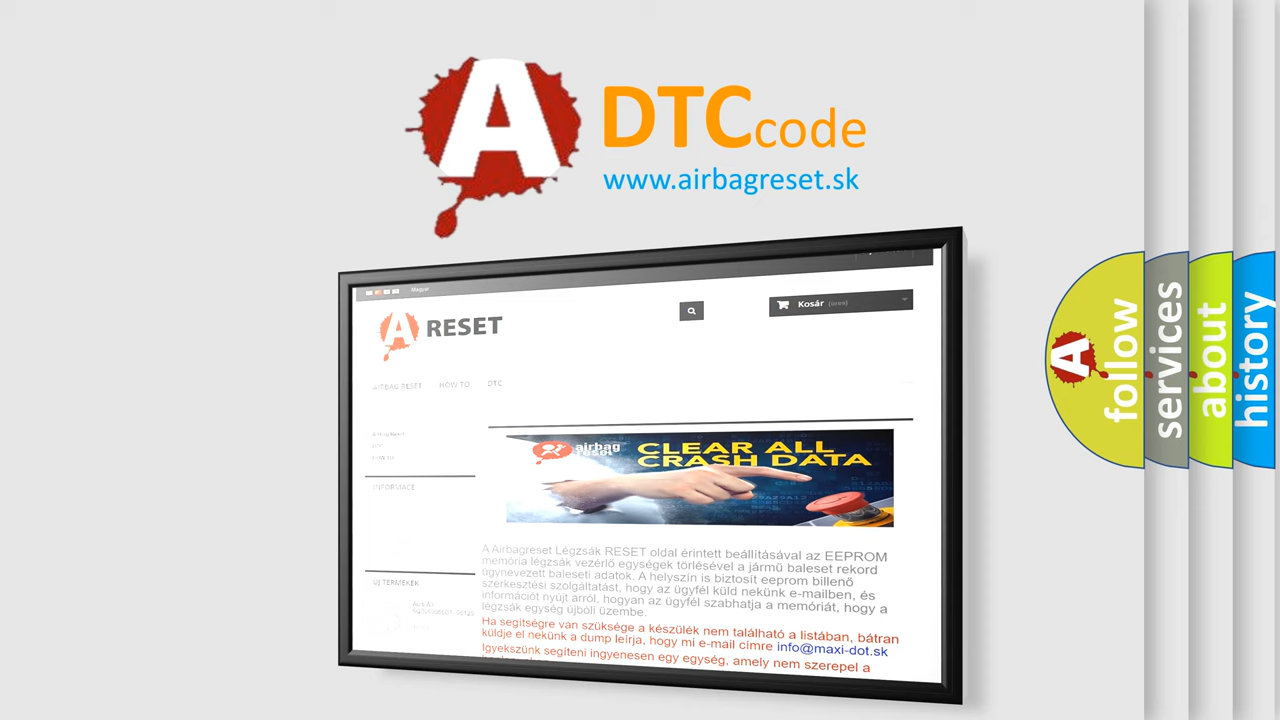 A
DTCcode
www.airbagreset.sk
Magyar
A RESET
Kosár
AIRBAG RESET HOW TO DTC
INFORMACE
airbag
reset
CLEAR ALL
CRASH DATA
A Airbagreset Légzsák RESET oldal érintett beállításával az EEPROM
memória légzsák vezérlő egységek törlésével a jármű baleset rekord
úgynevezett baleseti adatok. A helyszín is biztosít eeprom billenő
szerkesztési szolgáltatást, hogy az ügyfél küld nekünk e-mailben, és
információt nyújt arról, hogyan az ügyfél szabhatja a memóriát, hogy a
légzsák egység újbóli üzembe.
Ha segítségre van szüksége a készülék nem található a listában, bátran
küldje el nekünk a dump leírja, hogy mi e-mail címre info@maxi-dot.sk
Igyekszünk segíteni ingyenesen egy egység, amely nem szerepel a
ÚJ TERMÉKEK
A
follow
services
about
history